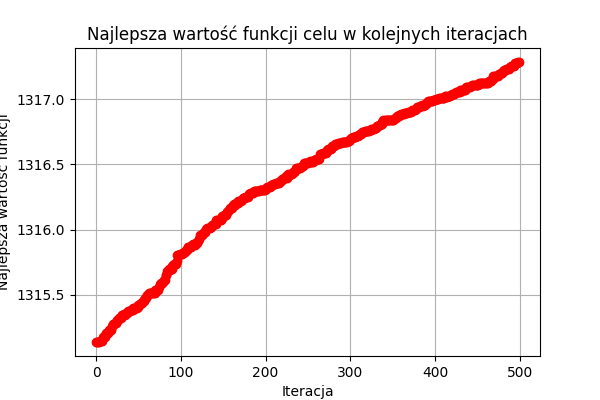 Najlepsza wartość funkcji celu w kolejnych iteracjach
Najlepsza wartość funkcji
1317.0
1316.5
1316.0
1315.5
0 100 200 300 400 500
Iteracja